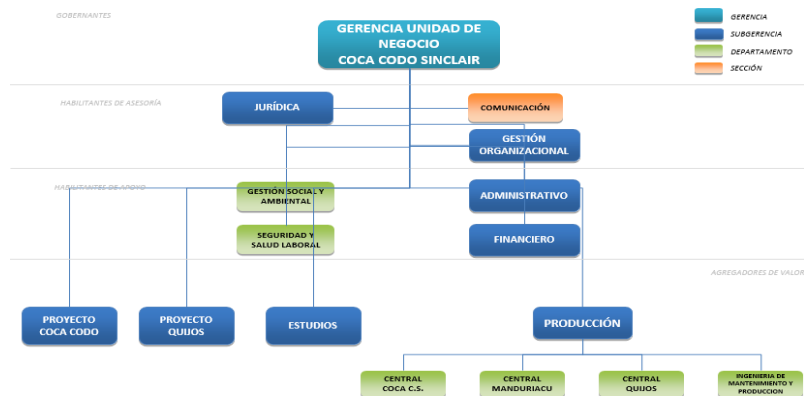 GOBERNANTES
GERENCIA UNIDAD DE
NEGOCIO
COCA CODO SINCLAIR
GERENCIA
SUBGERENCIA
DEPARTAMENTO
SECCIÓN
HABILITANTES DE ASESORÍA
JURÍDICA
COMUNICACIÓN
GESTIÓN
ORGANIZACIONAL
HABILITANTES DE APOYO
GESTIÓN SOCIAL Y
AMBIENTAL
ADMINISTRATIVO
SEGURIDAD Y
SALUD LABORAL
FINANCIERO
AGREGADORES DE VALOR
PROYECTO
COCA CODO
PROYECTO
QUIJOS
ESTUDIOS
PRODUCCIÓN
CENTRAL
COCA C.S.
CENTRAL
MANDURIACU
CENTRAL
QUIJOS
INGENIERIA DE
MANTENIMIENTO Y
PRODUCCION